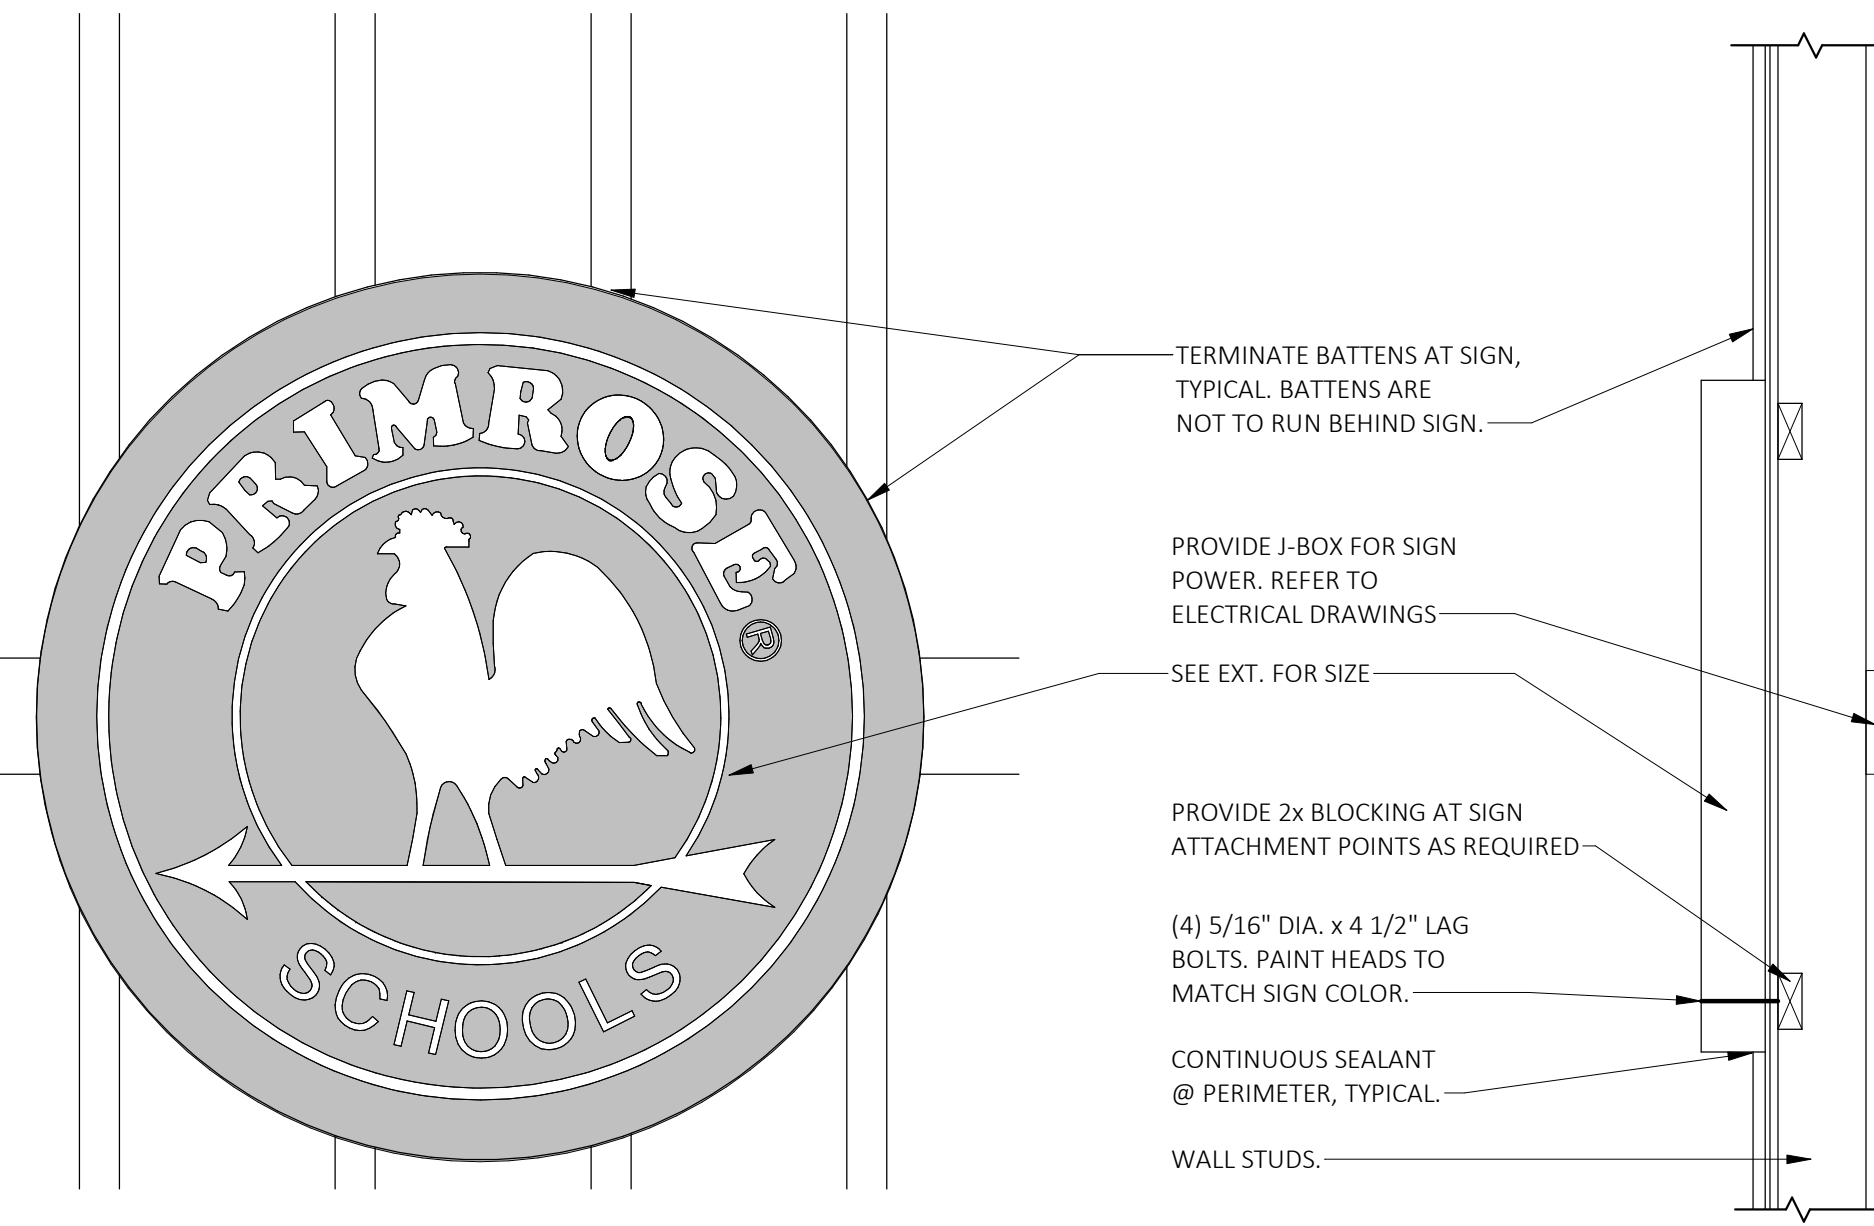 PRIMROSE
®
SCHOOLS
TERMINATE BATTENS AT SIGN,
TYPICAL. BATTENS ARE
NOT TO RUN BEHIND SIGN.
PROVIDE J-BOX FOR SIGN
POWER. REFER TO
ELECTRICAL DRAWINGS
SEE EXT. FOR SIZE
PROVIDE 2x BLOCKING AT SIGN
ATTACHMENT POINTS AS REQUIRED
(4) 5/16" DIA. x 4 1/2" LAG
BOLTS. PAINT HEADS TO
MATCH SIGN COLOR.
CONTINUOUS SEALANT
@ PERIMETER, TYPICAL.
WALL STUDS.